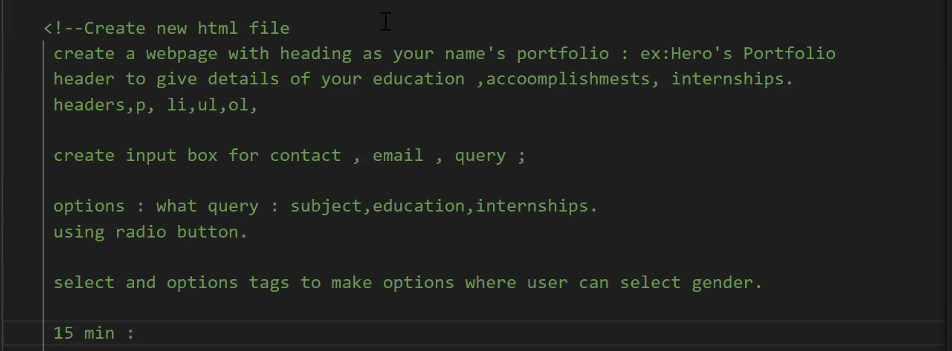 <!--Create new html file
create a webpage with heading as your name's portfolio : ex:Hero's Portfolio
header to give details of your education ,accoomplishmests, internships.
headers,p, li,ul,ol,
create input box for contact , email , query ;
options : what query : subject,education,internships.
using radio button.
select and options tags to make options where user can select gender.
15 min :